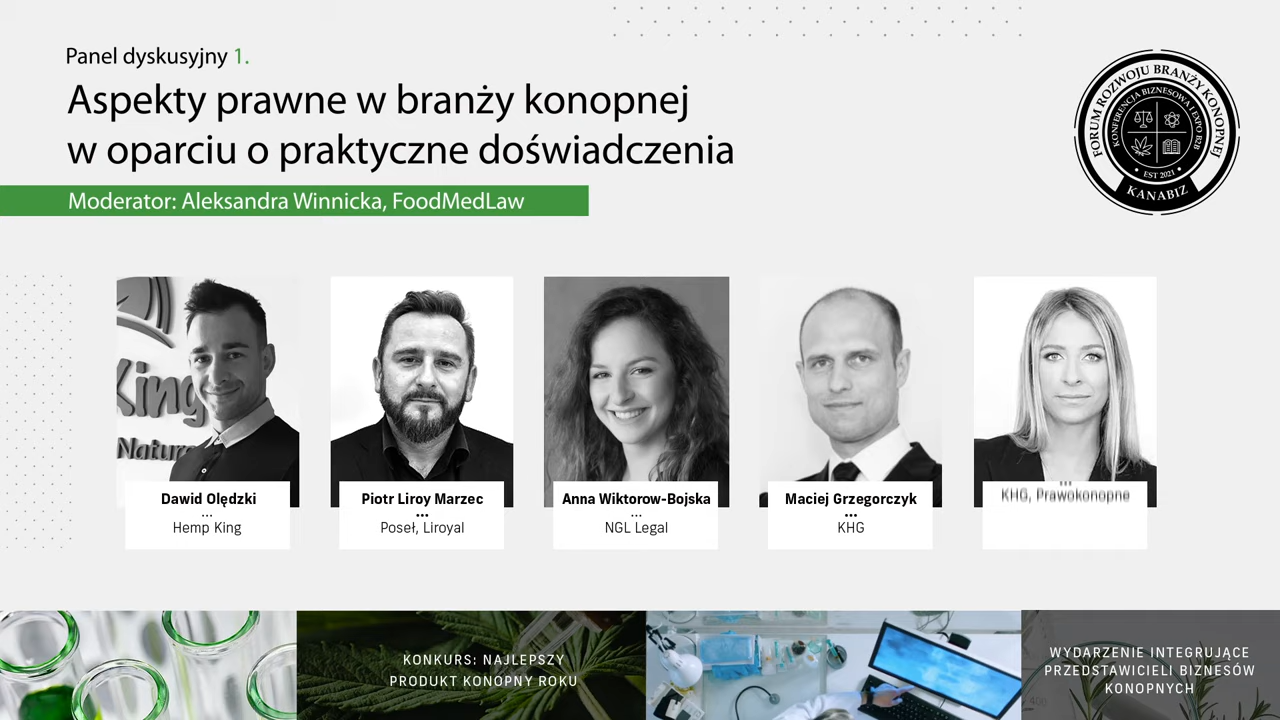 Panel dyskusyjny 1.
Aspekty prawne w branży konopnej
w oparciu o praktyczne doświadczenia
Moderator: Aleksandra Winnicka, FoodMedLaw
FORUM ROZWOJU BRANŻY KONOPNEJ
KONFERENCJA BIZNESOWA I EXPO B2B
EST 2021
KANABIZ
King
Natur
Dawid Olędzki
...
Hemp King
Piotr Liroy Marzec
...
Poseł, Liroyal
Anna Wiktorow-Bojska
...
NGL Legal
Maciej Grzegorczyk
...
KHG
...
KHG, Prawokonopne
KONKURS: NAJLEPSZY
PRODUKT KONOPNY ROKU
WYDARZENIE INTEGRUJĄCE
PRZEDSTAWICIELI BIZNESÓW
KONOPNYCH